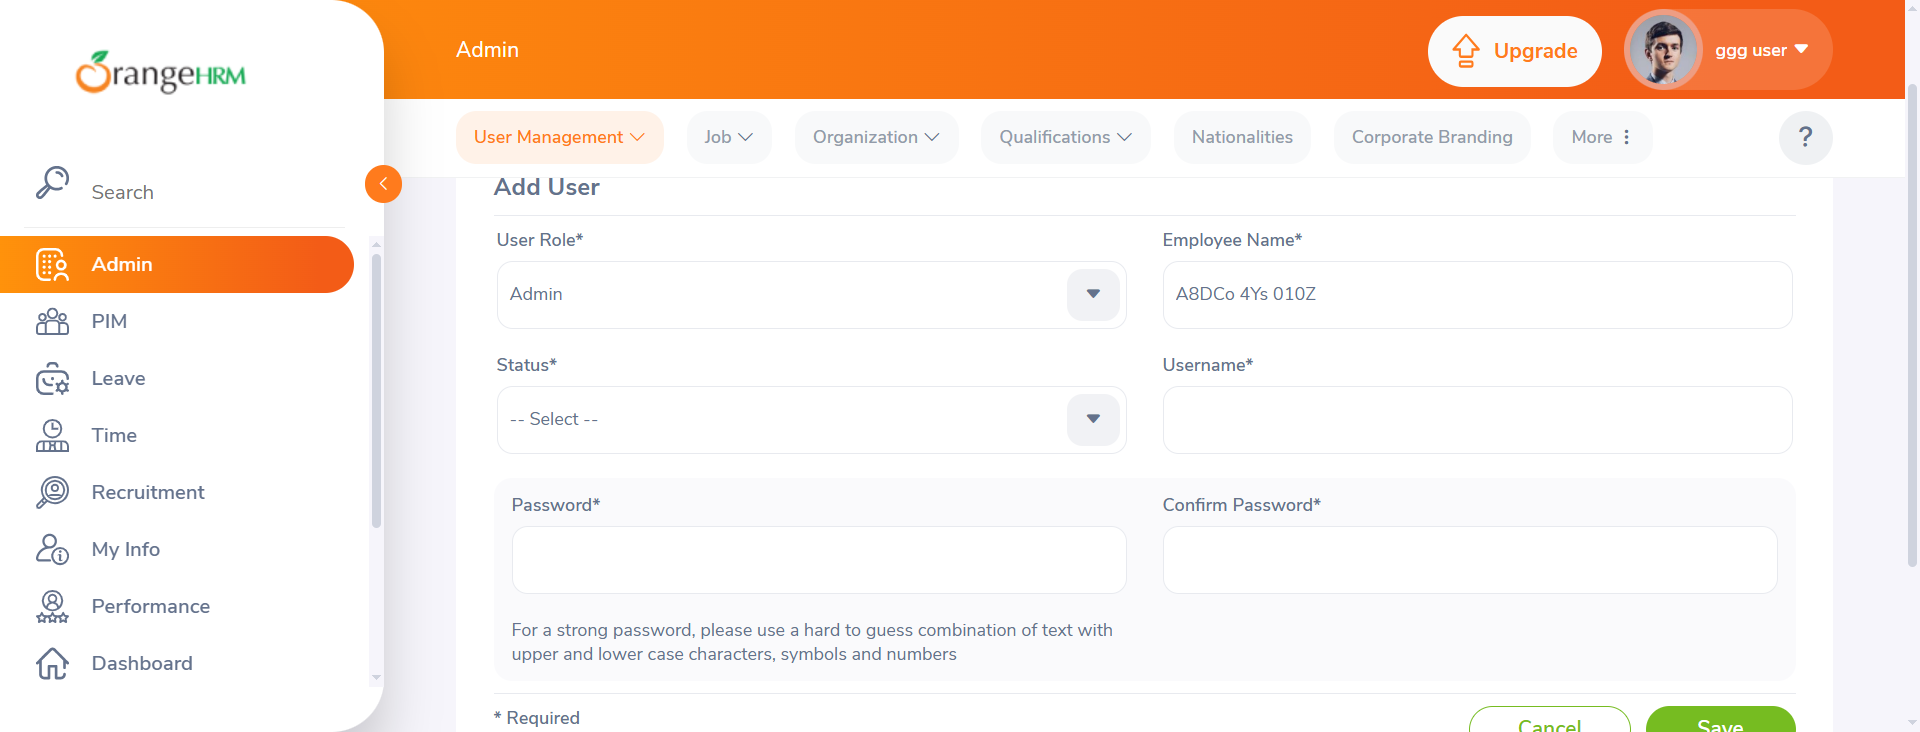 OrangeHRM
Search
Admin
PIM
Leave
Time
Recruitment
My Info
Performance
Dashboard
Admin
Upgrade
ggg user
User Management
Job
Organization
Qualifications
Nationalities
Corporate Branding
More
?
Add User
User Role*
Employee Name*
Admin
A8DCo 4Ys 010Z
Status*
Username*
-- Select --
Password*
Confirm Password*
For a strong password, please use a hard to guess combination of text with
upper and lower case characters, symbols and numbers
* Required
Cancel
Save